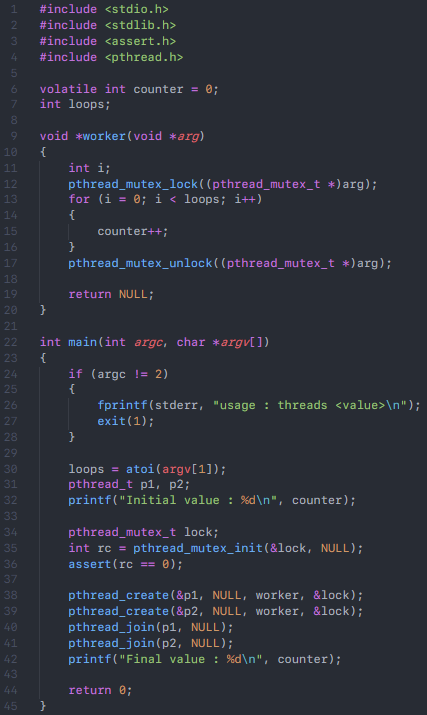 1 #include <stdio.h>
2 #include <stdlib.h>
3 #include <assert.h>
4 #include <pthread.h>
5
6 volatile int counter = 0;
7 int loops;
8
9 void *worker(void *arg)
10 {
11     int i;
12     pthread_mutex_lock((pthread_mutex_t *)arg);
13     for (i = 0; i < loops; i++)
14     {
15         counter++;
16     }
17     pthread_mutex_unlock((pthread_mutex_t *)arg);
18
19     return NULL;
20 }
21
22 int main(int argc, char *argv[])
23 {
24     if (argc != 2)
25     {
26         fprintf(stderr, "usage : threads <value>\n");
27         exit(1);
28     }
29
30     loops = atoi(argv[1]);
31     pthread_t p1, p2;
32     printf("Initial value : %d\n", counter);
33
34     pthread_mutex_t lock;
35     int rc = pthread_mutex_init(&lock, NULL);
36     assert(rc == 0);
37
38     pthread_create(&p1, NULL, worker, &lock);
39     pthread_create(&p2, NULL, worker, &lock);
40     pthread_join(p1, NULL);
41     pthread_join(p2, NULL);
42     printf("Final value : %d\n", counter);
43
44     return 0;
45 }